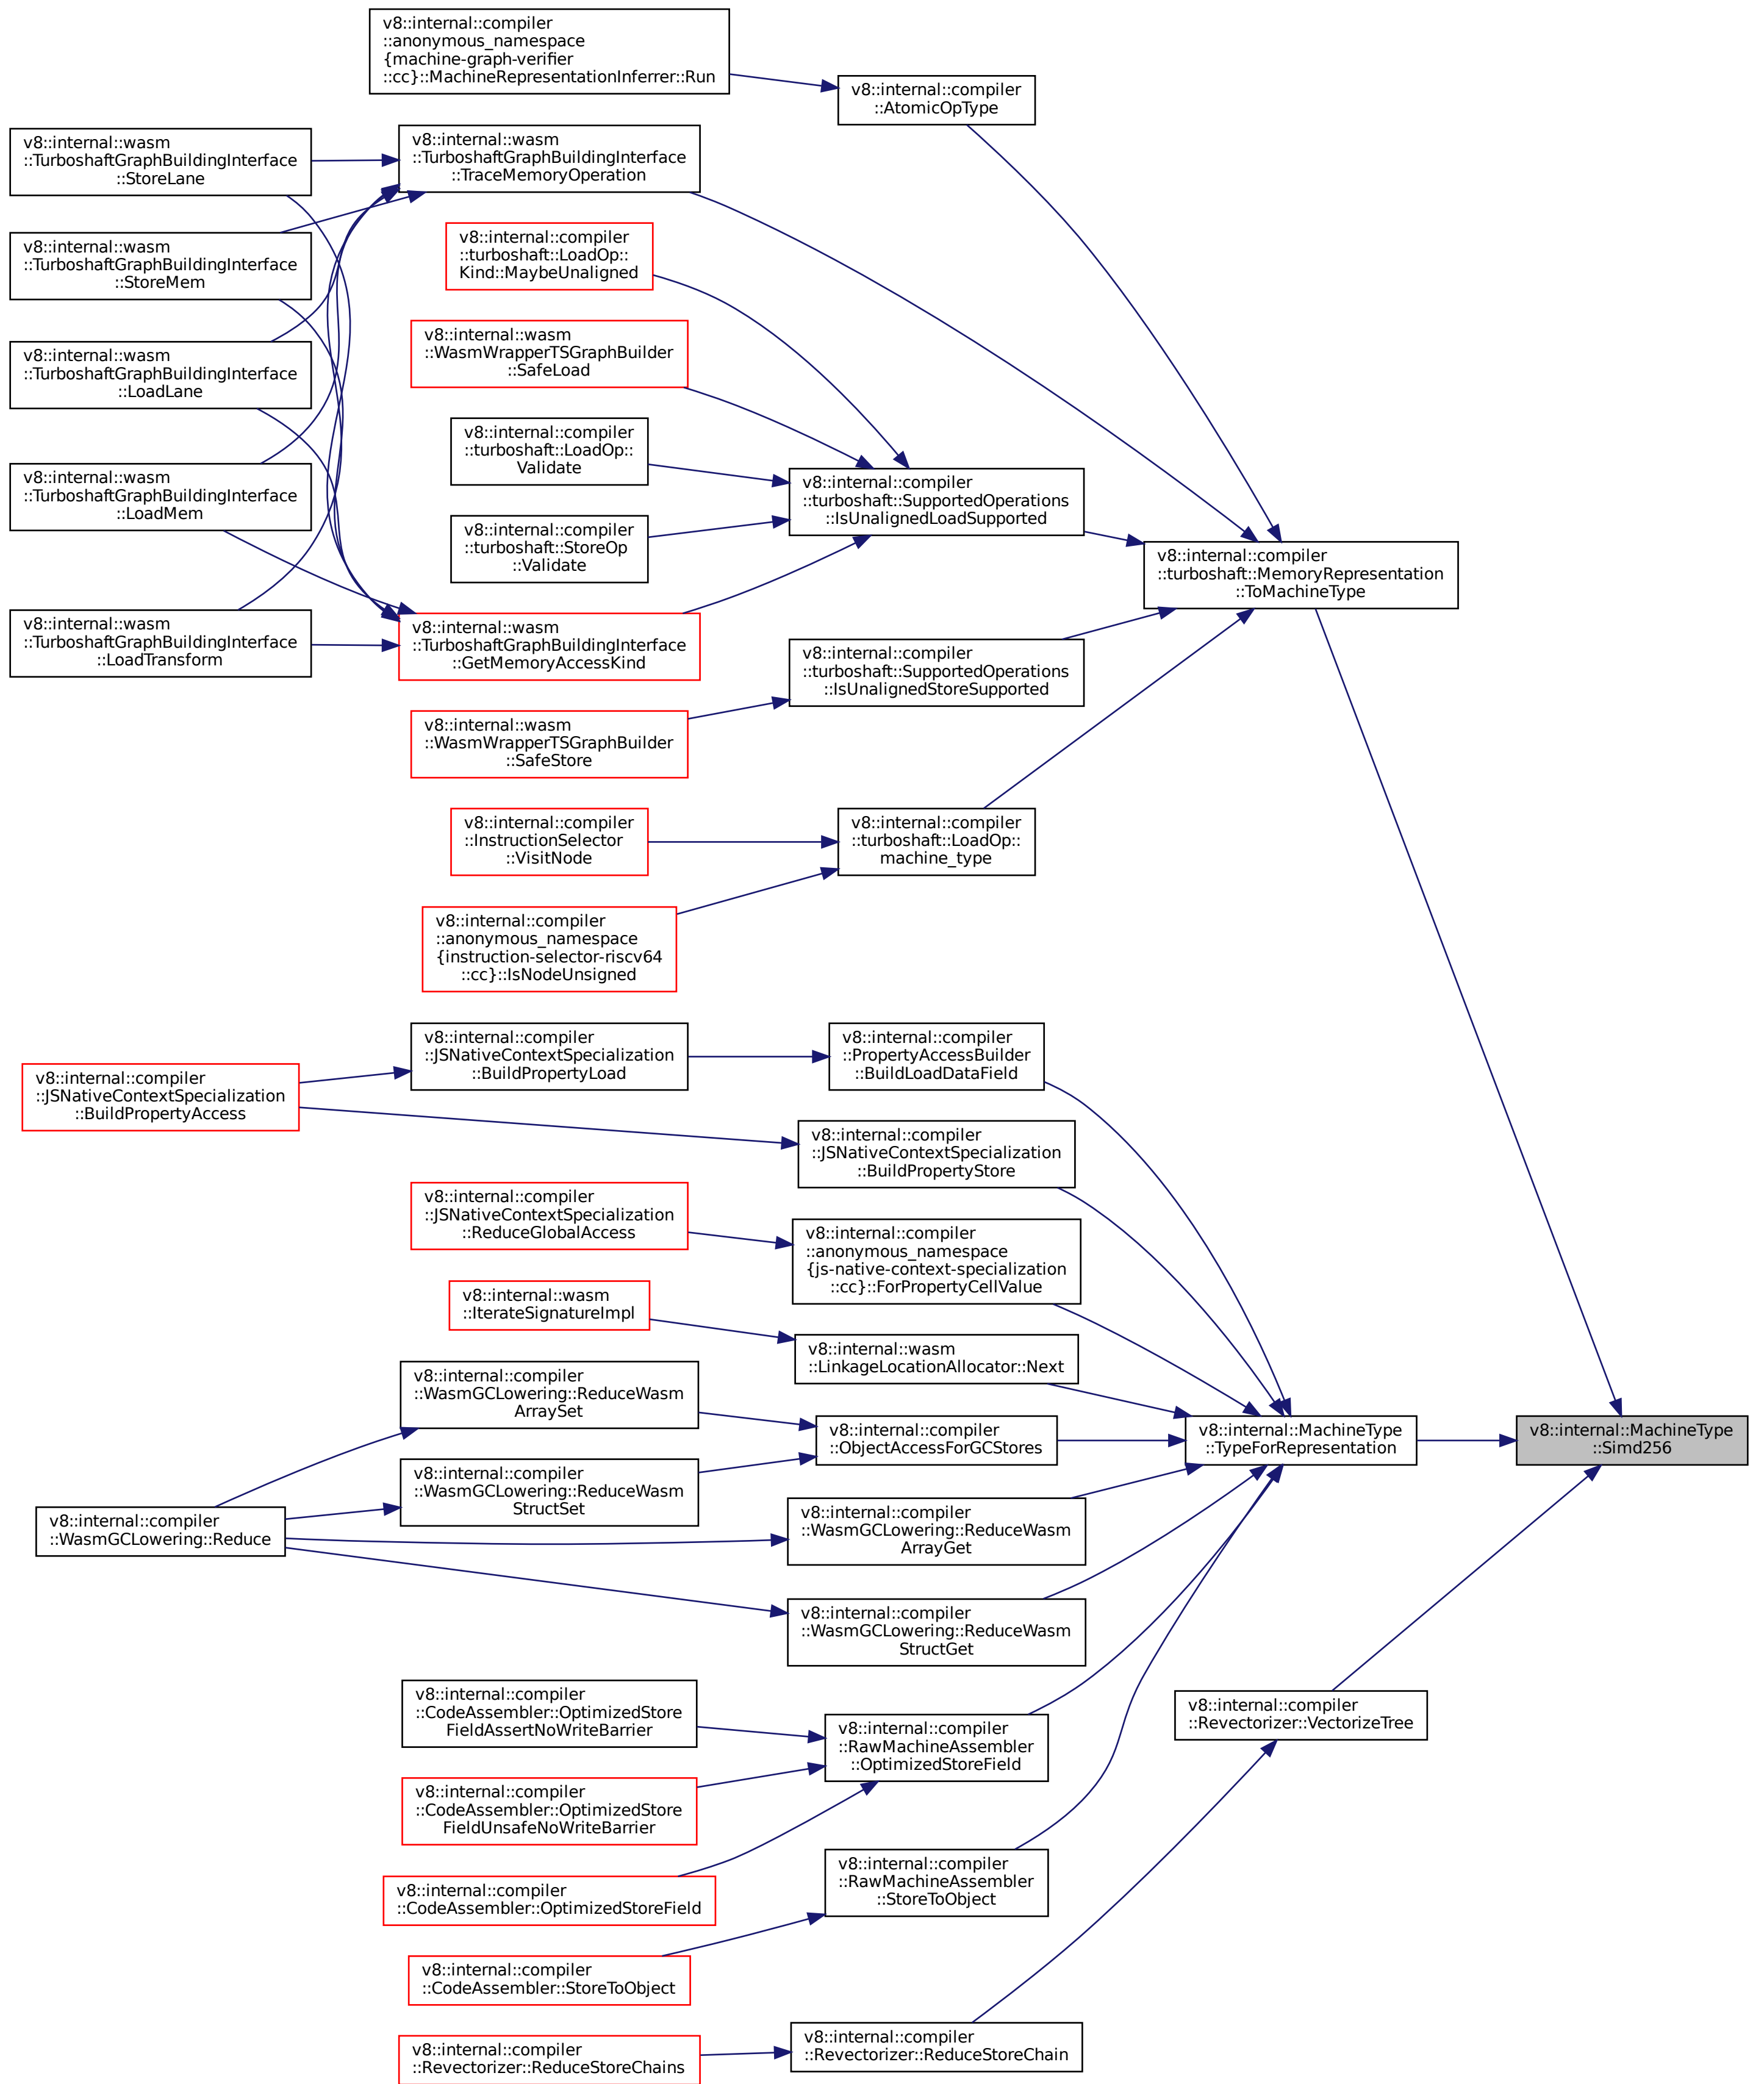 v8::internal::compiler
::anonymous_namespace
{machine-graph-verifier
::cc}::MachineRepresentationInferrer::Run
v8::internal::compiler
::AtomicOpType
v8::internal::wasm
::TurboshaftGraphBuildingInterface
::StoreLane
v8::internal::wasm
::TurboshaftGraphBuildingInterface
::TraceMemoryOperation
v8::internal::wasm
::TurboshaftGraphBuildingInterface
::StoreMem
v8::internal::compiler
::turboshaft::LoadOp::
Kind::MaybeUnaligned
v8::internal::wasm
::TurboshaftGraphBuildingInterface
::LoadLane
v8::internal::wasm
::WasmWrapperTSGraphBuilder
::SafeLoad
v8::internal::compiler
::turboshaft::LoadOp::
Validate
v8::internal::wasm
::TurboshaftGraphBuildingInterface
::LoadMem
v8::internal::compiler
::turboshaft::SupportedOperations
::IsUnalignedLoadSupported
v8::internal::compiler
::turboshaft::StoreOp
::Validate
v8::internal::compiler
::turboshaft::MemoryRepresentation
::ToMachineType
v8::internal::wasm
::TurboshaftGraphBuildingInterface
::LoadTransform
v8::internal::wasm
::TurboshaftGraphBuildingInterface
::GetMemoryAccessKind
v8::internal::compiler
::turboshaft::SupportedOperations
::IsUnalignedStoreSupported
v8::internal::wasm
::WasmWrapperTSGraphBuilder
::SafeStore
v8::internal::compiler
::InstructionSelector
::VisitNode
v8::internal::compiler
::turboshaft::LoadOp::
machine_type
v8::internal::compiler
::anonymous_namespace
{instruction-selector-riscv64
::cc}::IsNodeUnsigned
v8::internal::compiler
::JSNativeContextSpecialization
::BuildPropertyAccess
v8::internal::compiler
::JSNativeContextSpecialization
::BuildPropertyLoad
v8::internal::compiler
::PropertyAccessBuilder
::BuildLoadDataField
v8::internal::compiler
::JSNativeContextSpecialization
::BuildPropertyStore
v8::internal::compiler
::JSNativeContextSpecialization
::ReduceGlobalAccess
v8::internal::compiler
::anonymous_namespace
{js-native-context-specialization
::cc}::ForPropertyCellValue
v8::internal::wasm
::IterateSignatureImpl
v8::internal::wasm
::LinkageLocationAllocator::Next
v8::internal::compiler
::WasmGCLowering::ReduceWasm
ArraySet
v8::internal::compiler
::ObjectAccessForGCStores
v8::internal::MachineType
::TypeForRepresentation
v8::internal::MachineType
::Simd256
v8::internal::compiler
::WasmGCLowering::ReduceWasm
StructSet
v8::internal::compiler
::WasmGCLowering::Reduce
v8::internal::compiler
::WasmGCLowering::ReduceWasm
ArrayGet
v8::internal::compiler
::WasmGCLowering::ReduceWasm
StructGet
v8::internal::compiler
::CodeAssembler::OptimizedStore
FieldAssertNoWriteBarrier
v8::internal::compiler
::RawMachineAssembler
::OptimizedStoreField
v8::internal::compiler
::Revectorizer::VectorizeTree
v8::internal::compiler
::CodeAssembler::OptimizedStore
FieldUnsafeNoWriteBarrier
v8::internal::compiler
::CodeAssembler::OptimizedStoreField
v8::internal::compiler
::RawMachineAssembler
::StoreToObject
v8::internal::compiler
::CodeAssembler::StoreToObject
v8::internal::compiler
::Revectorizer::ReduceStoreChain
v8::internal::compiler
::Revectorizer::ReduceStoreChains